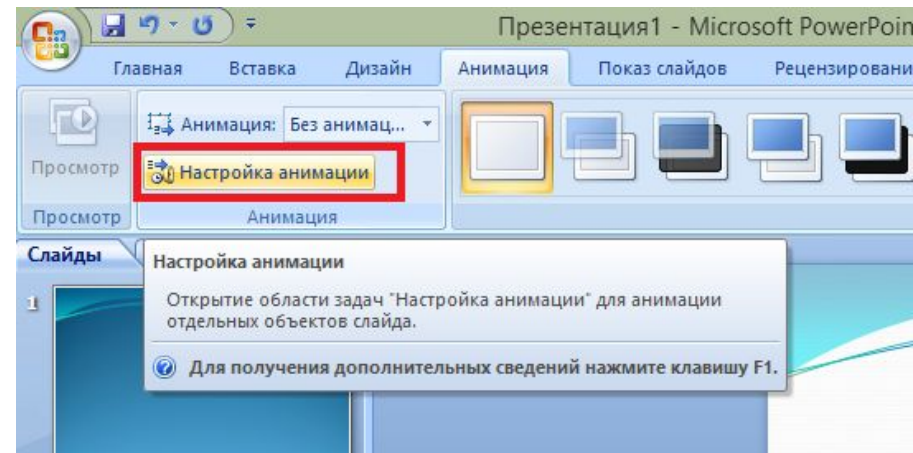 Презентация1 - Microsoft PowerPoin
Главная Вставка Дизайн Анимация Показ слайдов Рецензировани
Анимация: Без анимац...
Просмотр Настройка анимации
Просмотр Анимация
Слайды
Настройка анимации
1
Открытие области задач "Настройка анимации" для анимации
отдельных объектов слайда.
Для получения дополнительных сведений нажмите клавишу F1.